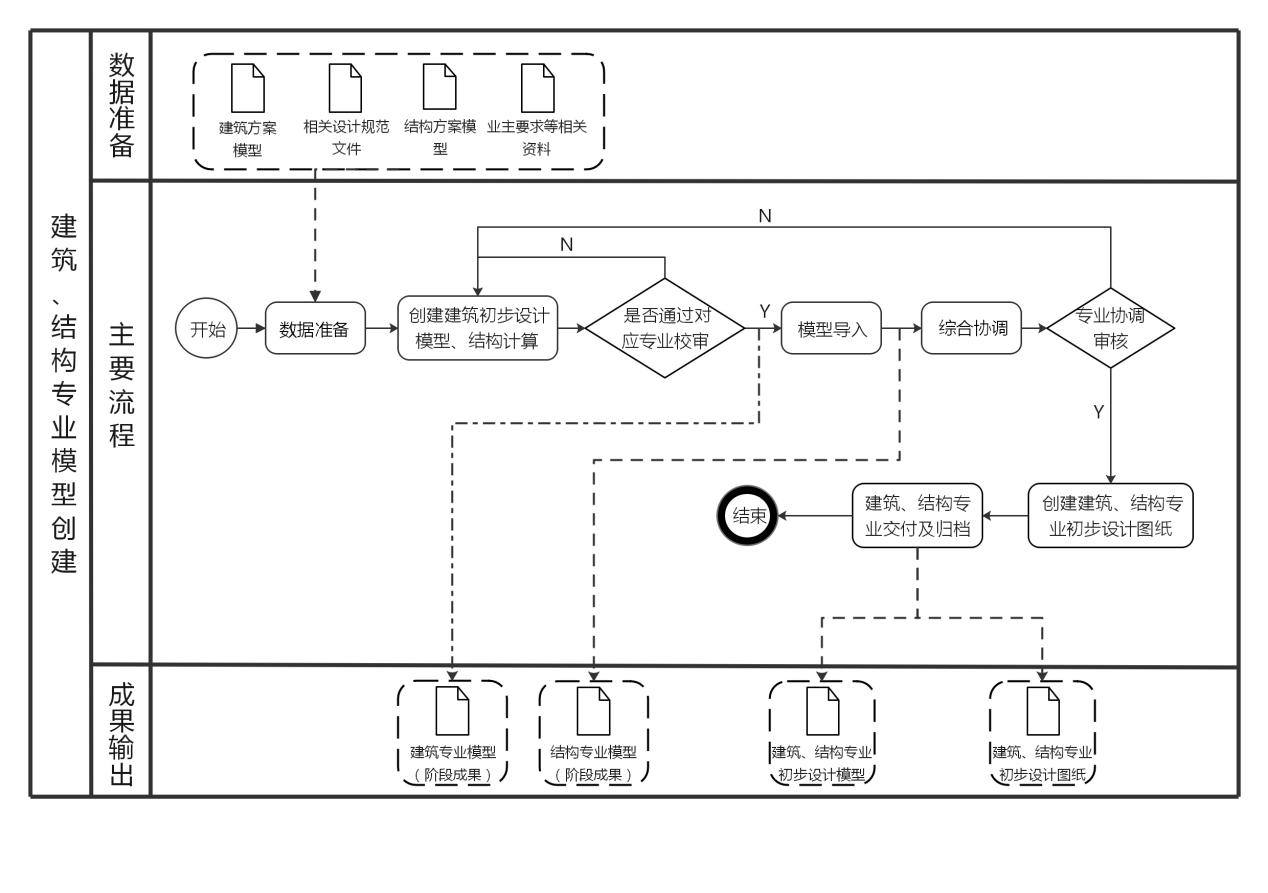 建筑、结构专业模型创建
数据准备
建筑方案
模型
相关设计规范
文件
结构方案模
型
业主要求等相关
资料
主要流程
N
N
开始
数据准备
创建建筑初步设计
模型、结构计算
是否通过对
应专业校审
Y
模型导入
综合协调
专业协调
审核
Y
结束
建筑、结构专
业交付及归档
创建建筑、结构专
业初步设计图纸
成果输出
建筑专业模型
（阶段成果）
结构专业模型
（阶段成果）
建筑、结构专业
初步设计模型
建筑、结构专业
初步设计图纸